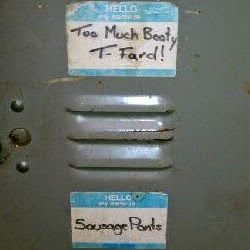 HELLO
my name is
Too Much Booty
T-Fard!
HELLO
my name is
Sausage Pants